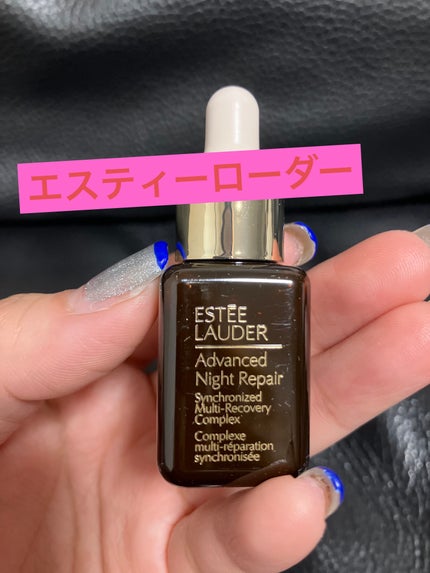 エスティーローダー
ESTĒE
LAUDER
Advanced
Night Repair
Synchronized
Multi-Recovery
Complex
Complexe
multi-réparation
synchronisée